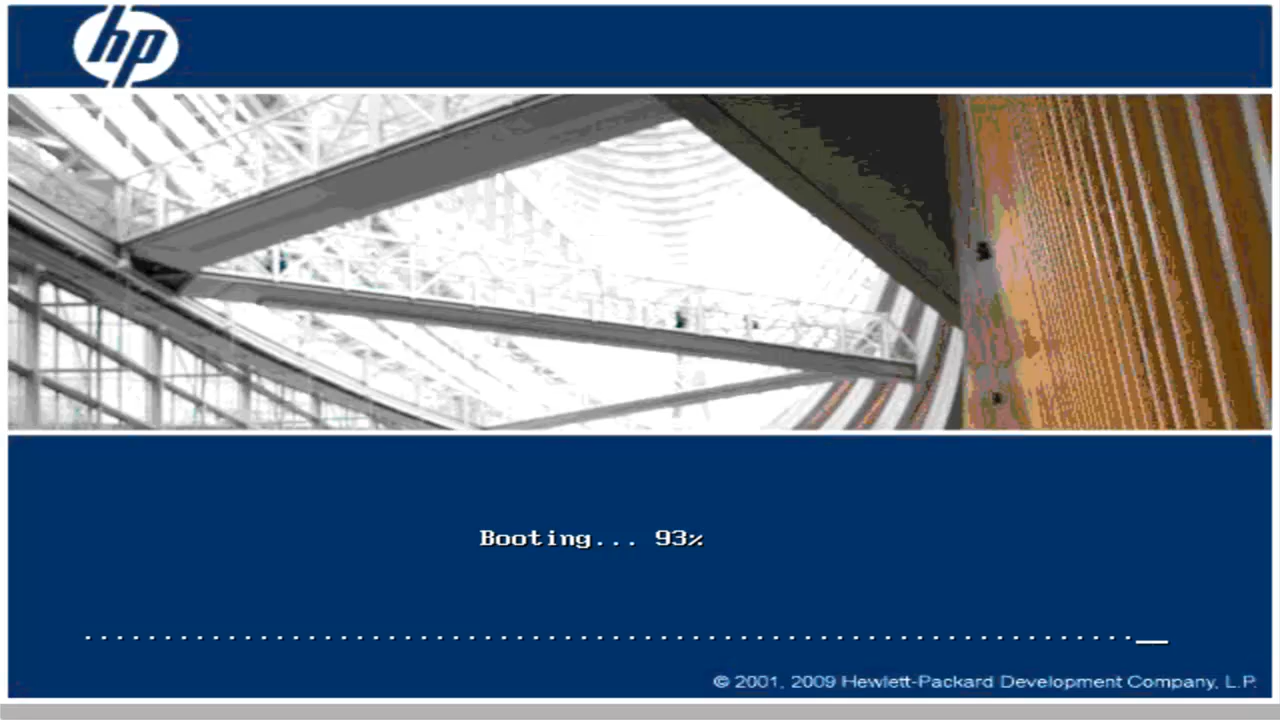 hp
Booting... 93%
© 2001, 2009 Hewlett-Packard Development Company, L.P.